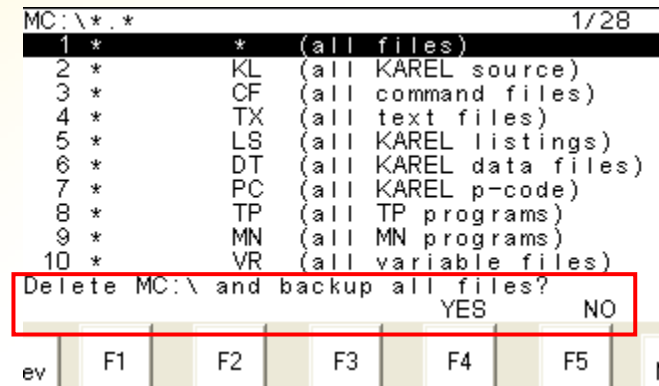 MC:\*.* 1/28
1 * * (all files)
2 * KL (all KAREL source)
3 * CF (all command files)
4 * TX (all text files)
5 * LS (all KAREL listings)
6 * DT (all KAREL data files)
7 * PC (all KAREL p-code)
8 * TP (all TP programs)
9 * MN (all MN programs)
10 * VR (all variable files)
Delete MC:\ and backup all files?
YES NO
ev F1 F2 F3 F4 F5